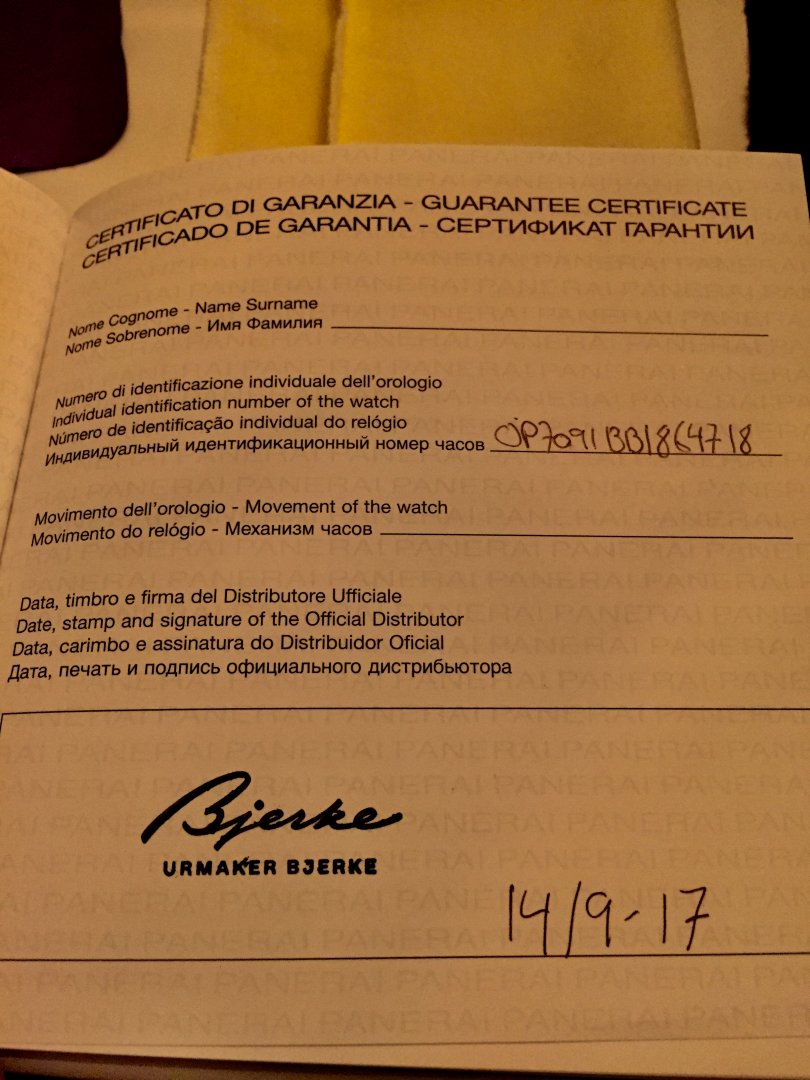 CERTIFICATO DI GARANZIA - GUARANTEE CERTIFICATE
CERTIFICADO DE GARANTIA - СЕРТИФИКАТ ГАРАНТИИ
Nome Cognome - Name Surname
Nome Sobrenome - Имя Фамилия
Numero di identificazione individuale dell'orologio
Individual identification number of the watch
Número de identificação individual do relógio
Индивидуальный идентификационный номер часов OP7091BB1864718
Movimento dell'orologio - Movement of the watch
Movimento do relógio - Механизм часов
Data, timbro e firma del Distributore Ufficiale
Date, stamp and signature of the Official Distributor
Data, carimbo e assinatura do Distribuidor Oficial
Дата, печать и подпись официального дистрибьютора
Bjerke
URMAKER BJERKE
14/9-17